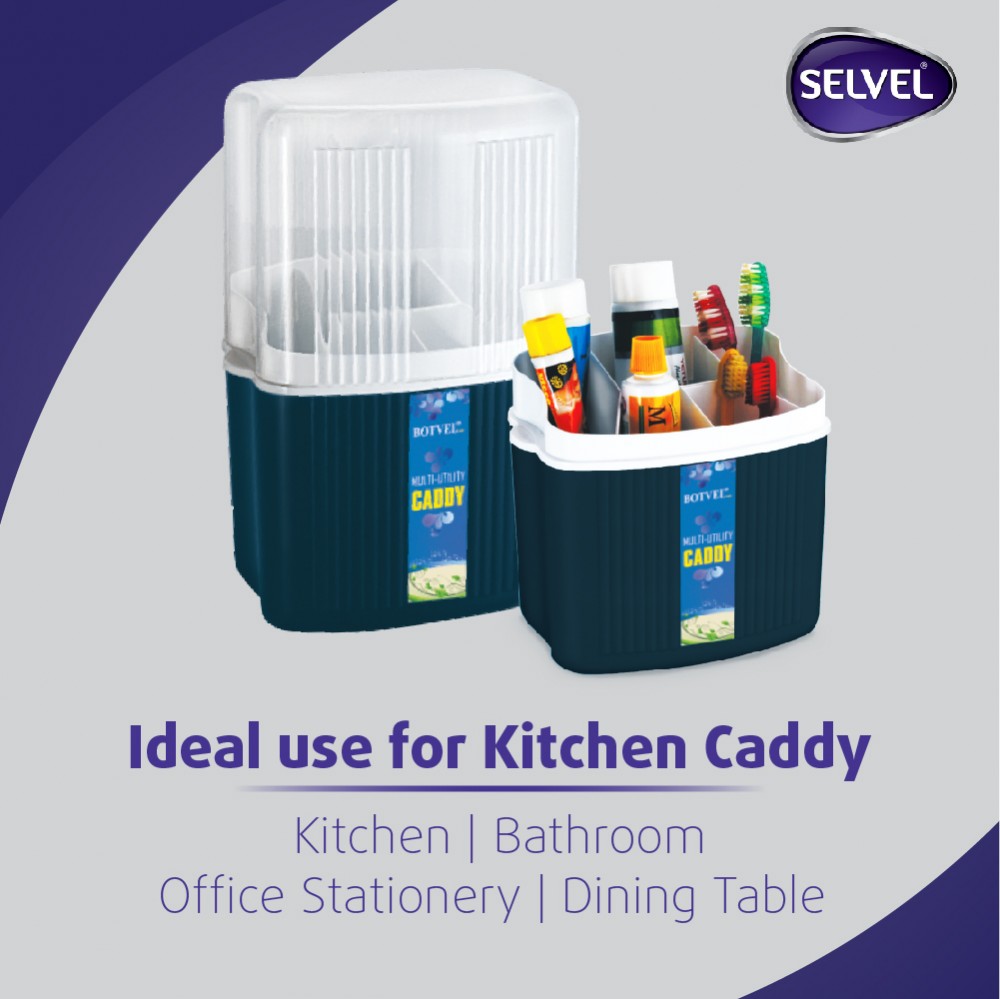 SELVEL®
BOTVEL
MULTI-UTILITY
CADDY
BOTVEL
MULTI-UTILITY
CADDY
M
Ideal use for Kitchen Caddy
Kitchen | Bathroom
Office Stationery | Dining Table